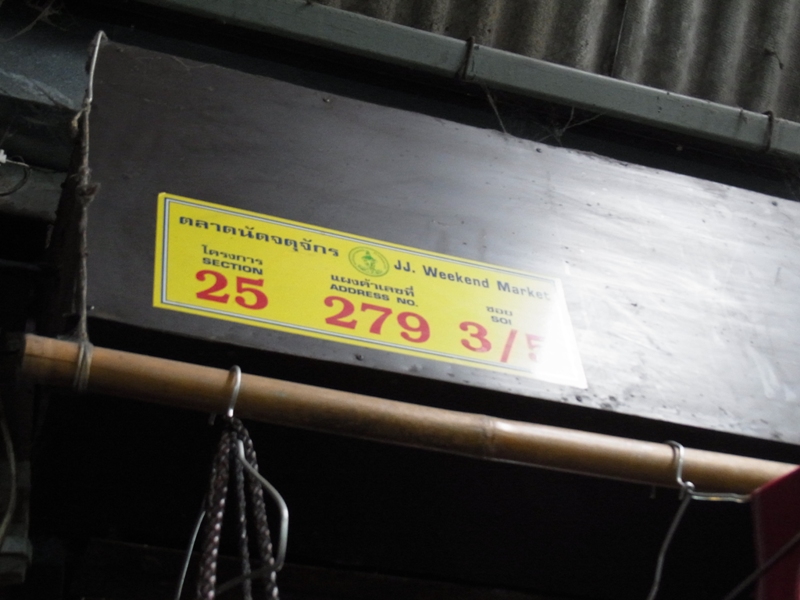 ตลาดนัดจตุจักร JJ. Weekend Market
โครงการ แผงค้าเลขที่ ซอย
SECTION ADDRESS NO. SOI
25 279 3/5